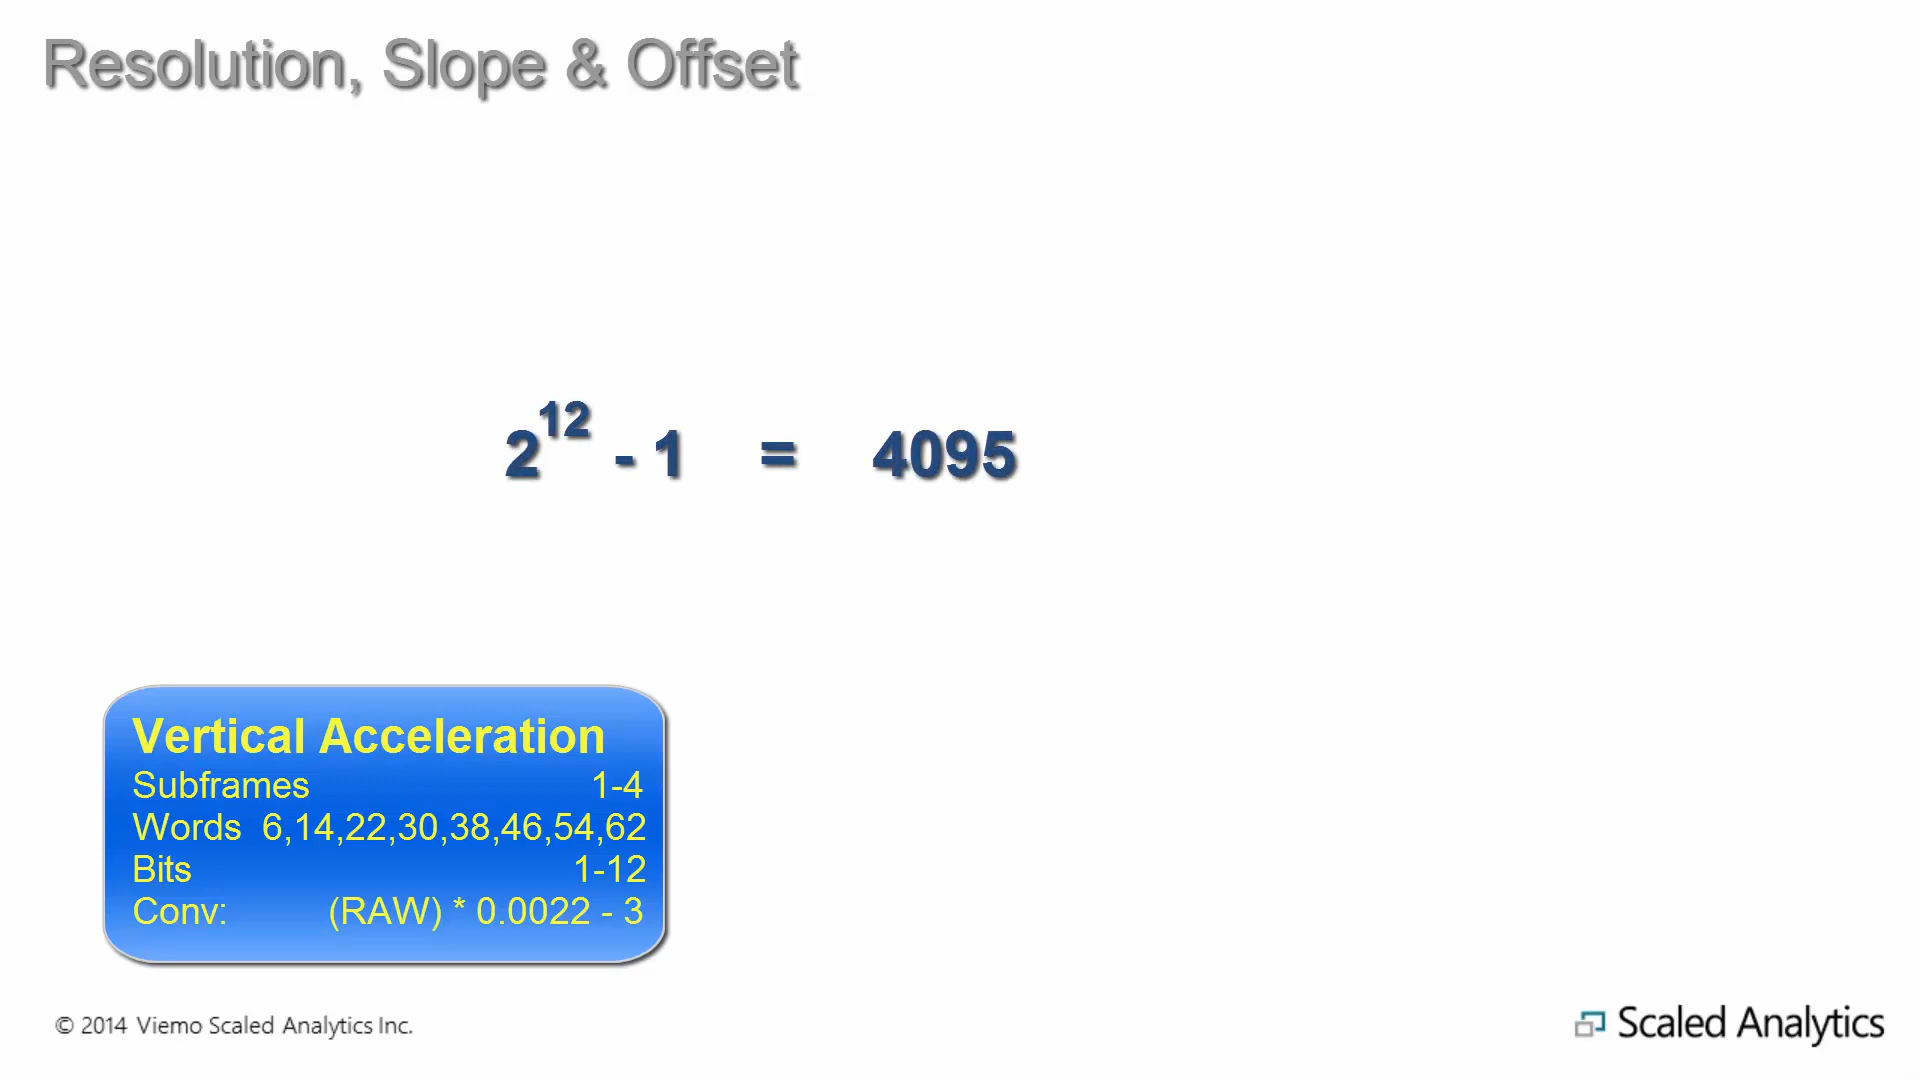 Resolution, Slope & Offset
2^12 - 1 = 4095
Vertical Acceleration
Subframes 1-4
Words 6,14,22,30,38,46,54,62
Bits 1-12
Conv: (RAW) * 0.0022 - 3
© 2014 Viemo Scaled Analytics Inc.
Scaled Analytics